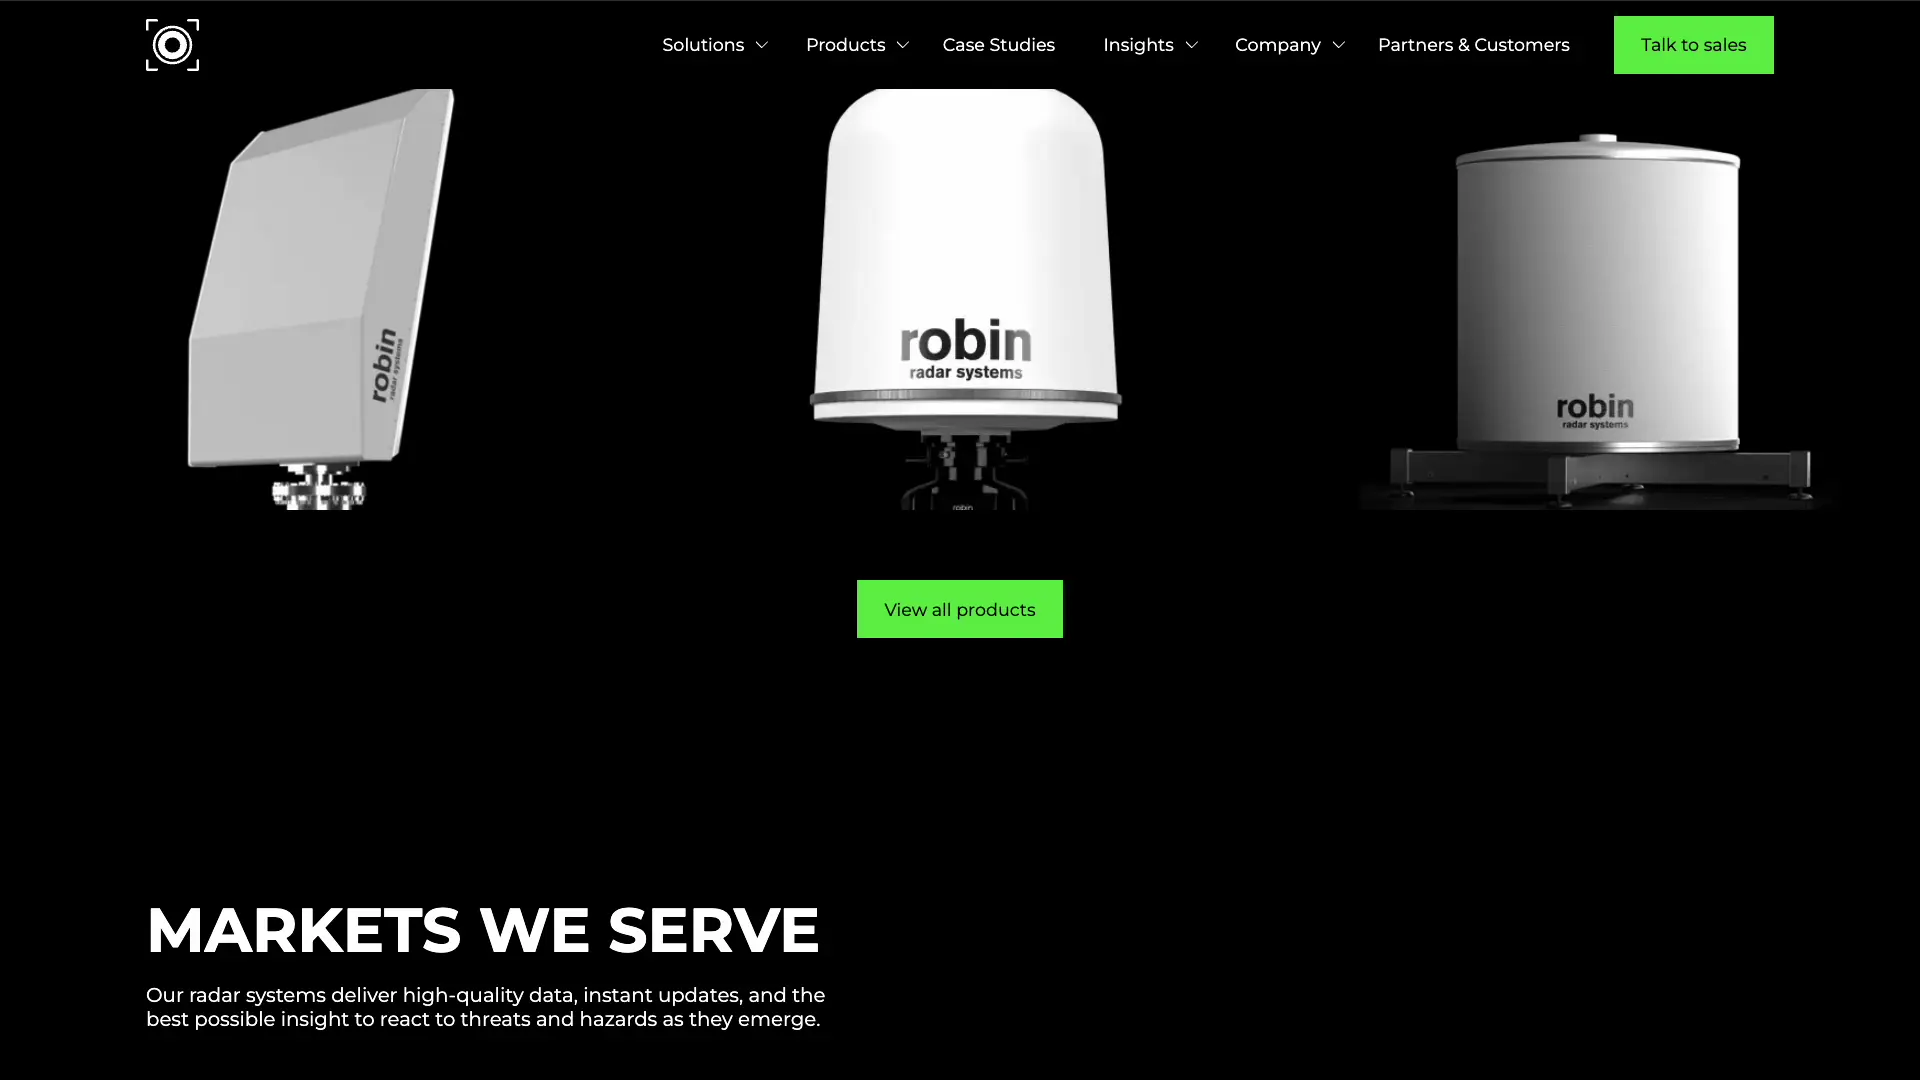 Solutions
Products
Case Studies
Insights
Company
Partners & Customers
Talk to sales
robin
radar systems
robin
radar systems
robin
radar systems
robin
View all products
MARKETS WE SERVE
Our radar systems deliver high-quality data, instant updates, and the
best possible insight to react to threats and hazards as they emerge.